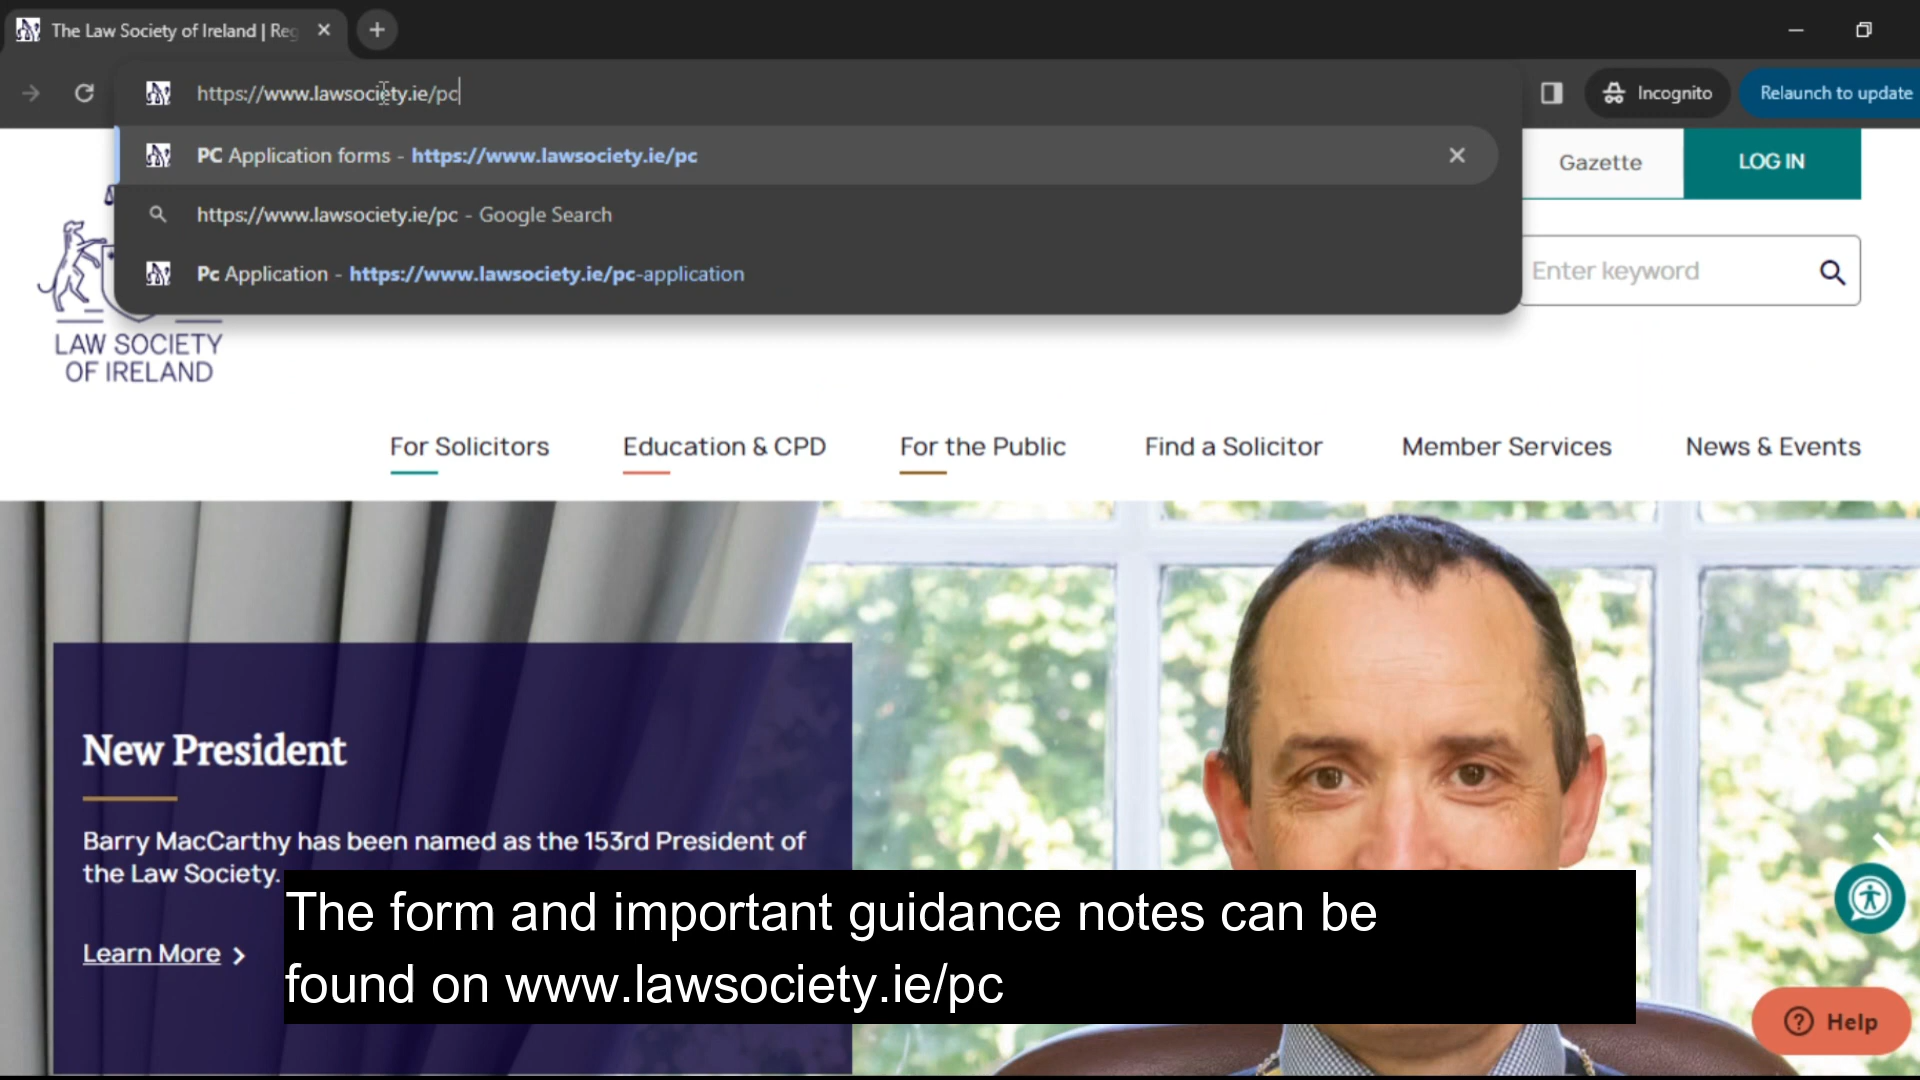 The Law Society of Ireland | Reg
https://www.lawsociety.ie/pc
Incognito
Relaunch to update
PC Application forms - https://www.lawsociety.ie/pc
https://www.lawsociety.ie/pc - Google Search
Pc Application - https://www.lawsociety.ie/pc-application
Gazette
LOG IN
Enter keyword
LAW SOCIETY
OF IRELAND
For Solicitors
Education & CPD
For the Public
Find a Solicitor
Member Services
News & Events
New President
Barry MacCarthy has been named as the 153rd President of
the Law Society.
Learn More
The form and important guidance notes can be
found on www.lawsociety.ie/pc
Help